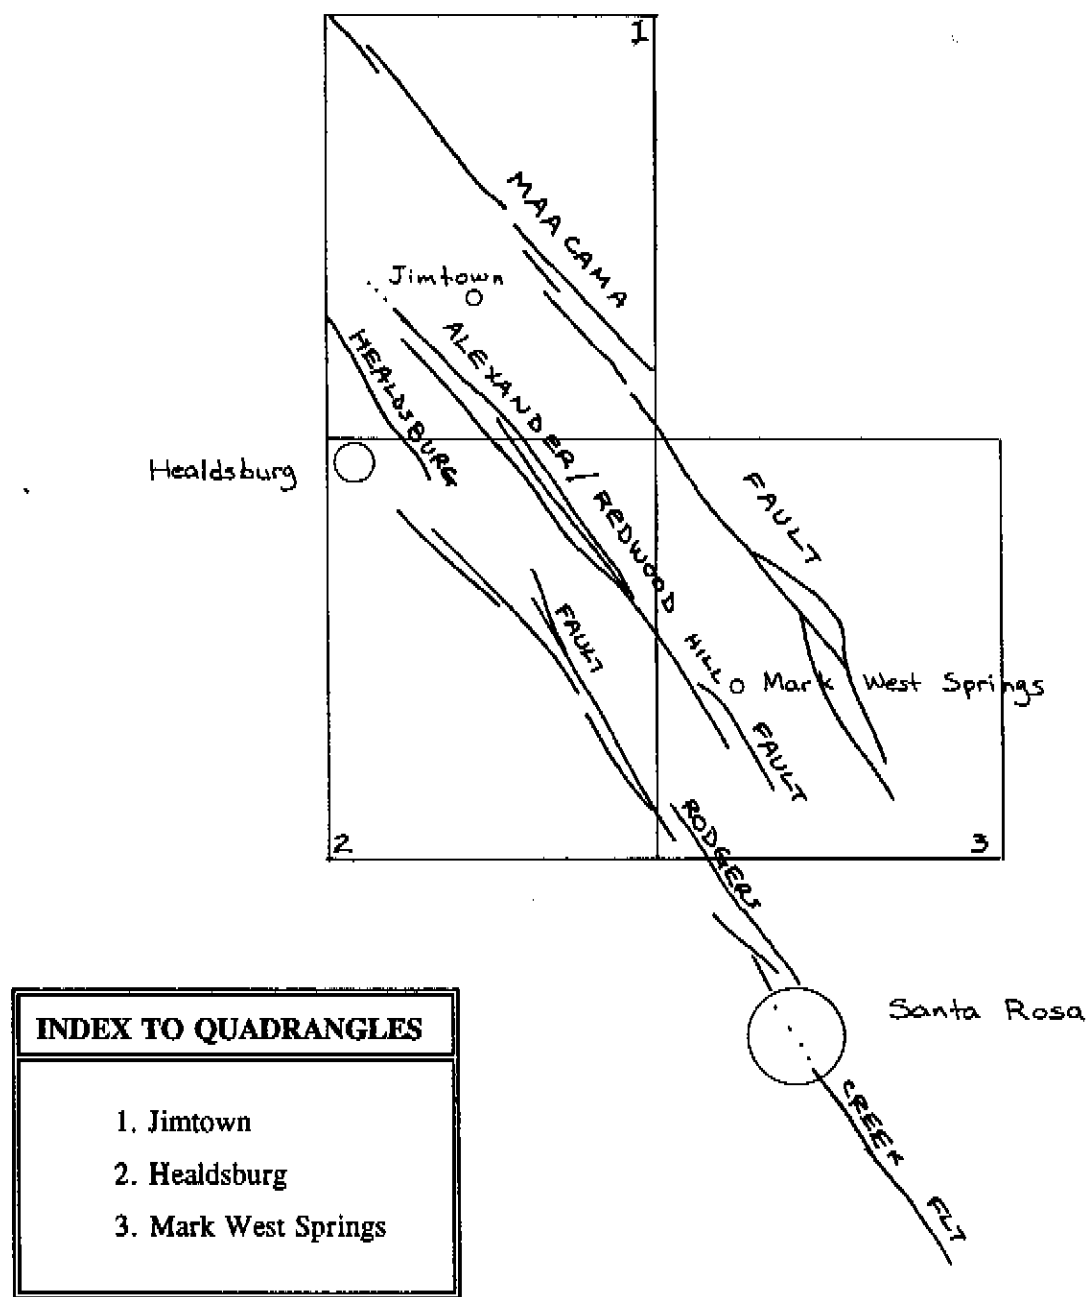 1
MAACAMA
Jimtown
ALEXANDER/REDWOOD HILL
HEALDSBURG
Healdsburg
FAULT
FAULT
Mark West Springs
FAULT
2
3
RODGERS
Santa Rosa
CREEK
FLT
INDEX TO QUADRANGLES
1. Jimtown
2. Healdsburg
3. Mark West Springs